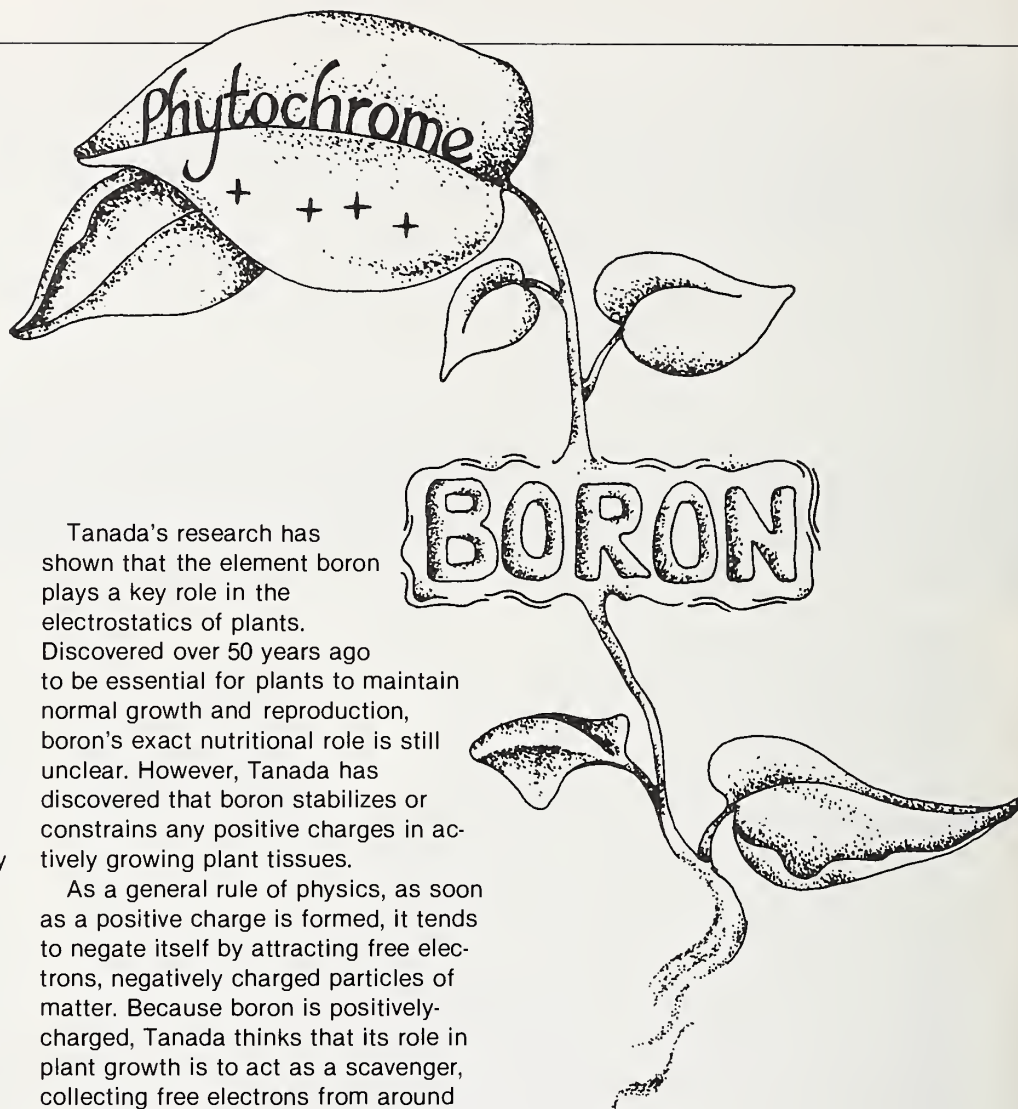 Phytochrome
+ + + +
BORON
Tanada's research has
shown that the element boron
plays a key role in the
electrostatics of plants.
Discovered over 50 years ago
to be essential for plants to maintain
normal growth and reproduction,
boron's exact nutritional role is still
unclear. However, Tanada has
discovered that boron stabilizes or
constrains any positive charges in ac-
tively growing plant tissues.
As a general rule of physics, as soon
as a positive charge is formed, it tends
to negate itself by attracting free elec-
trons, negatively charged particles of
matter. Because boron is positively-
charged, Tanada thinks that its role in
plant growth is to act as a scavenger,
collecting free electrons from around